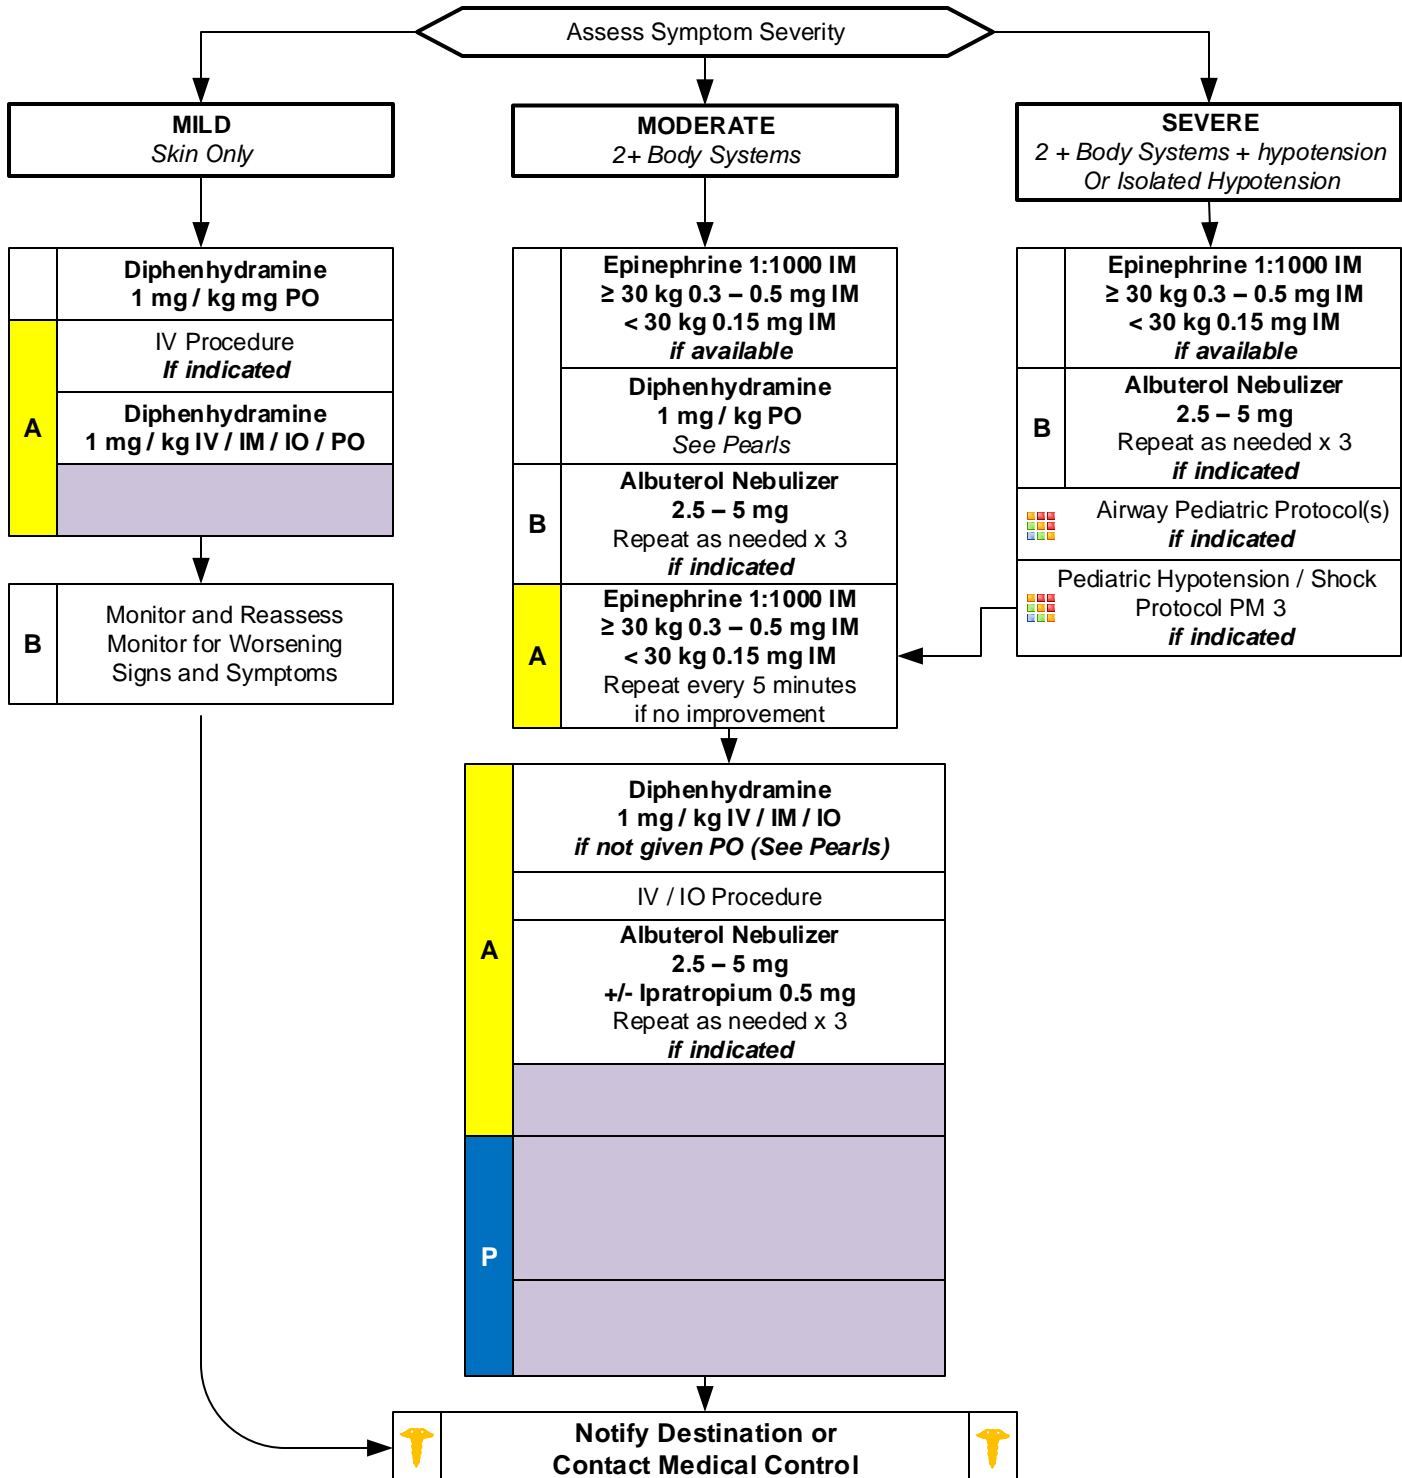 Assess Symptom Severity
MILD
Skin Only
MODERATE
2+ Body Systems
SEVERE
2 + Body Systems + hypotension
Or Isolated Hypotension
Diphenhydramine
1 mg / kg mg PO
A
IV Procedure
If indicated
Diphenhydramine
1 mg / kg IV / IM / IO / PO
B
Monitor and Reassess
Monitor for Worsening
Signs and Symptoms
Epinephrine 1:1000 IM
≥ 30 kg 0.3 – 0.5 mg IM
< 30 kg 0.15 mg IM
if available
Diphenhydramine
1 mg / kg PO
See Pearls
B
Albuterol Nebulizer
2.5 – 5 mg
Repeat as needed x 3
if indicated
A
Epinephrine 1:1000 IM
≥ 30 kg 0.3 – 0.5 mg IM
< 30 kg 0.15 mg IM
Repeat every 5 minutes
if no improvement
Epinephrine 1:1000 IM
≥ 30 kg 0.3 – 0.5 mg IM
< 30 kg 0.15 mg IM
if available
B
Albuterol Nebulizer
2.5 – 5 mg
Repeat as needed x 3
if indicated
Airway Pediatric Protocol(s)
if indicated
Pediatric Hypotension / Shock
Protocol PM 3
if indicated
A
Diphenhydramine
1 mg / kg IV / IM / IO
if not given PO (See Pearls)
IV / IO Procedure
Albuterol Nebulizer
2.5 – 5 mg
+/- Ipratropium 0.5 mg
Repeat as needed x 3
if indicated
P
Notify Destination or
Contact Medical Control